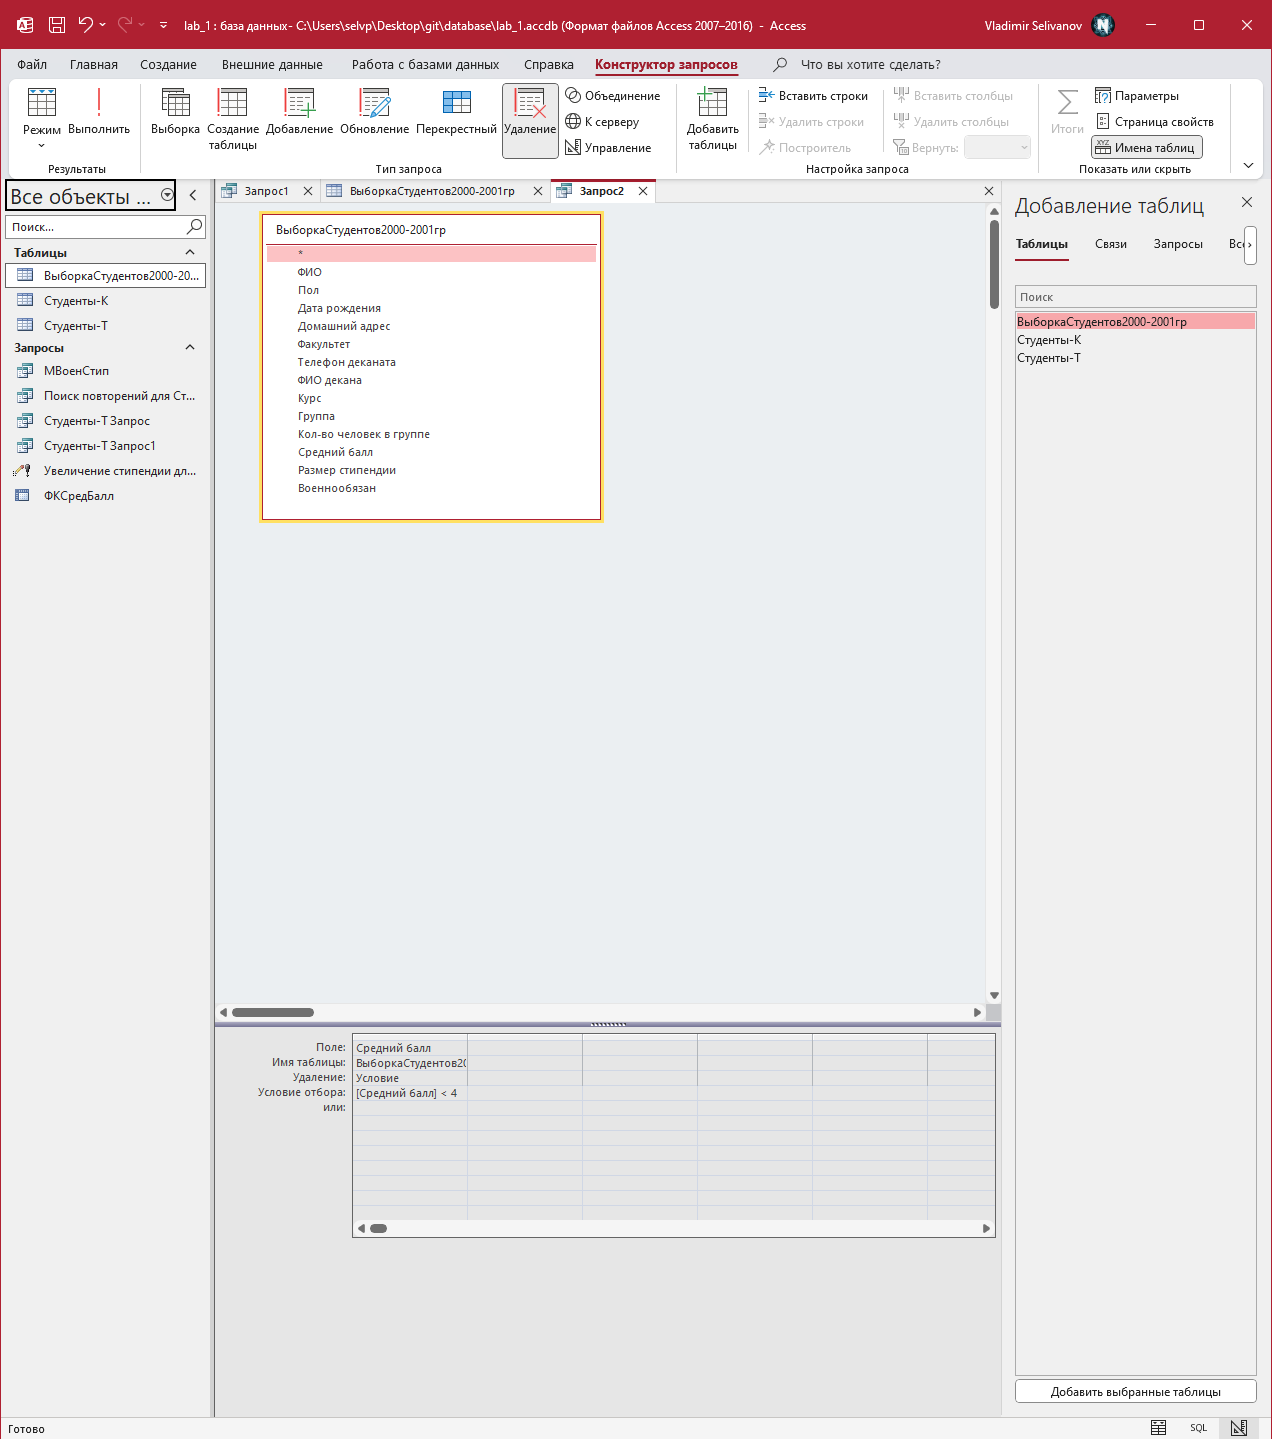 lab_1 : база данных- C:\Users\selvp\Desktop\git\database\lab_1.accdb (Формат файлов Access 2007–2016) - Access
Vladimir Selivanov
Файл Главная Создание Внешние данные Работа с базами данных Справка Конструктор запросов Что вы хотите сделать?
Режим
Выполнить
Результаты
Выборка
Создание таблицы
Добавление
Обновление
Перекрестный
Удаление
Объединение
К серверу
Управление
Тип запроса
Добавить таблицы
Вставить строки
Удалить строки
Построитель
Вставить столбцы
Удалить столбцы
Вернуть:
Настройка запроса
Итоги
Параметры
Страница свойств
XYZ
Имена таблиц
Показать или скрыть
Все объекты ...
Поиск...
Таблицы
ВыборкаСтудентов2000-20...
Студенты-К
Студенты-Т
Запросы
МВоенСтип
Поиск повторений для Ст...
Студенты-Т Запрос
Студенты-Т Запрос1
Увеличение стипендии дл...
ФКСредБалл
Запрос1
ВыборкаСтудентов2000-2001гр
Запрос2
ВыборкаСтудентов2000-2001гр
*
ФИО
Пол
Дата рождения
Домашний адрес
Факультет
Телефон деканата
ФИО декана
Курс
Группа
Кол-во человек в группе
Средний балл
Размер стипендии
Военнообязан
Поле: Средний балл
Имя таблицы: ВыборкаСтудентов20
Удаление: Условие
Условие отбора: [Средний балл] < 4
или:
Добавление таблиц
Таблицы Связи Запросы Все
Поиск
ВыборкаСтудентов2000-2001гр
Студенты-К
Студенты-Т
Добавить выбранные таблицы
Готово
SQL